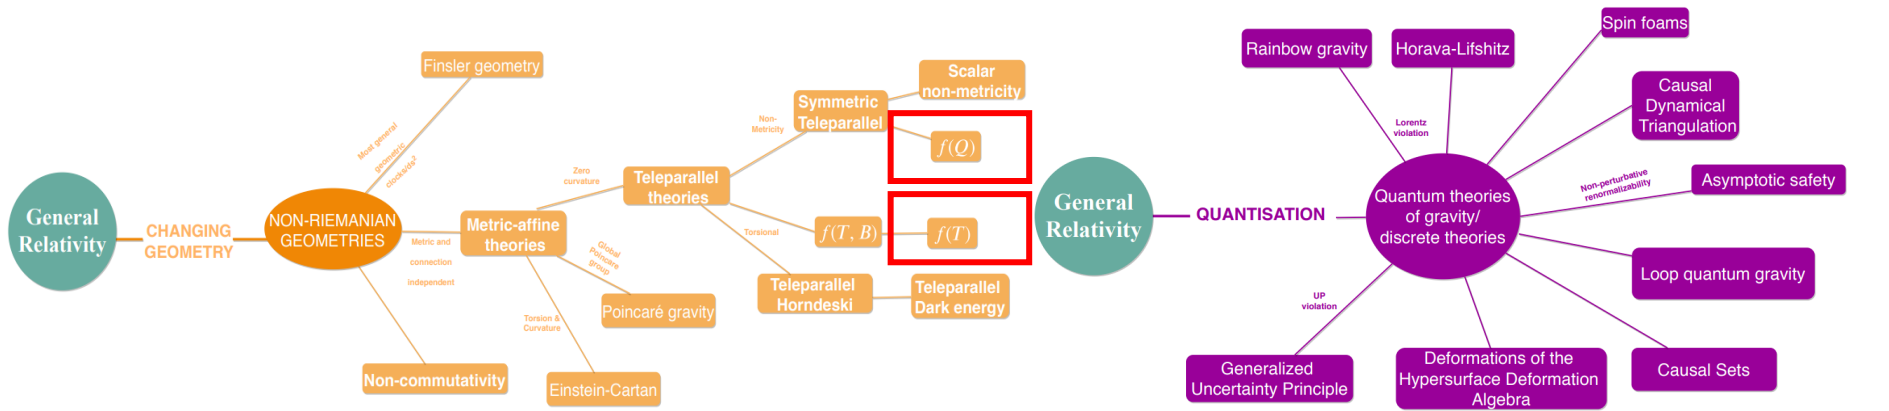 General
Relativity
CHANGING
GEOMETRY
NON-RIEMANIAN
GEOMETRIES
Most general
geometric
clocks/ds²
Finsler geometry
Metric and
connection
independent
Metric-affine
theories
Non-commutativity
Zero
curvature
Global
Poincare
group
Poincaré gravity
Torsion &
Curvature
Einstein-Cartan
Teleparallel
theories
Non-
Metricity
Symmetric
Teleparallel
Scalar
non-metricity
f(Q)
Torsional
f(T, B)
f(T)
Teleparallel
Horndeski
Teleparallel
Dark energy
General
Relativity
QUANTISATION
Quantum theories
of gravity/
discrete theories
Lorentz
violation
Rainbow gravity
Horava-Lifshitz
Spin foams
Causal
Dynamical
Triangulation
Non-perturbative
renormalizability
Asymptotic safety
Loop quantum gravity
Causal Sets
Deformations of the
Hypersurface Deformation
Algebra
UP
violation
Generalized
Uncertainty Principle